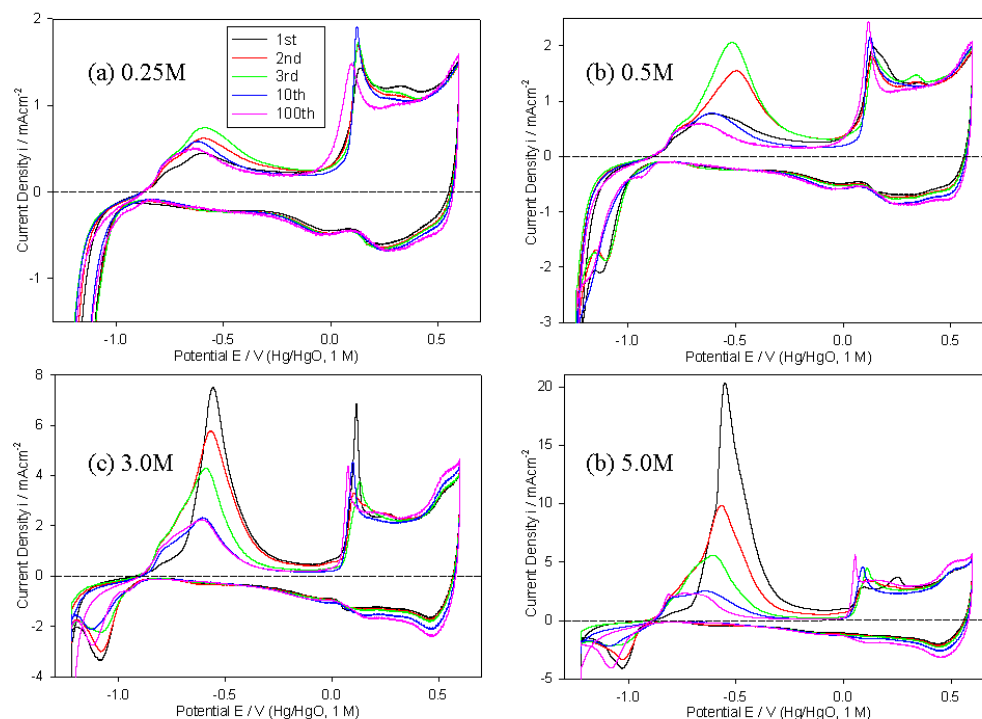 2
1
0
-1
-1.0
-0.5
0.0
0.5
Current Density i / mAcm-2
Potential E / V (Hg/HgO, 1 M)
(a) 0.25M
1st
2nd
3rd
10th
100th
2
1
0
-1
-2
-3
-1.0
-0.5
0.0
0.5
Current Density i / mAcm-2
Potential E / V (Hg/HgO, 1 M)
(b) 0.5M
8
6
4
2
0
-2
-4
-1.0
-0.5
0.0
0.5
Current Density i / mAcm-2
Potential E / V (Hg/HgO, 1 M)
(c) 3.0M
20
15
10
5
0
-5
-1.0
-0.5
0.0
0.5
Current Density i / mAcm-2
Potential E / V (Hg/HgO, 1 M)
(b) 5.0M